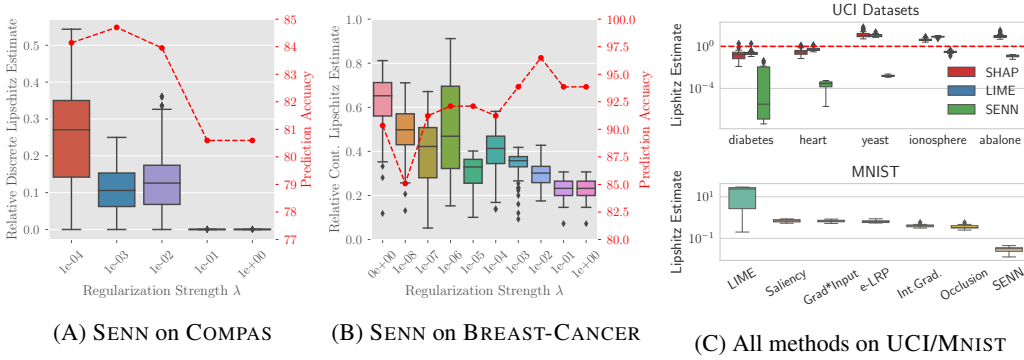 Relative Discrete Lipschitz Estimate
0.5
0.4
0.3
0.2
0.1
0.0
85
84
83
82
81
80
79
78
77
Prediction Accuacy
1e-04
1e-03
1e-02
1e-01
1e+00
Regularization Strength λ
(A) SENN on COMPAS
Relative Cont. Lipschitz Estimate
1.0
0.8
0.6
0.4
0.2
0.0
100.0
97.5
95.0
92.5
90.0
87.5
85.0
82.5
80.0
Prediction Accuacy
0e+00
1e-08
1e-07
1e-06
1e-05
1e-04
1e-03
1e-02
1e-01
1e+00
Regularization Strength λ
(B) SENN on BREAST-CANCER
UCI Datasets
Lipshitz Estimate
10⁰
10⁻⁴
SHAP
LIME
SENN
diabetes heart yeast ionosphere abalone
MNIST
Lipshitz Estimate
10¹
10⁻¹
LIME
Saliency
Grad*Input
e-LRP
Int.Grad.
Occlusion
SENN
(C) All methods on UCI/MNIST